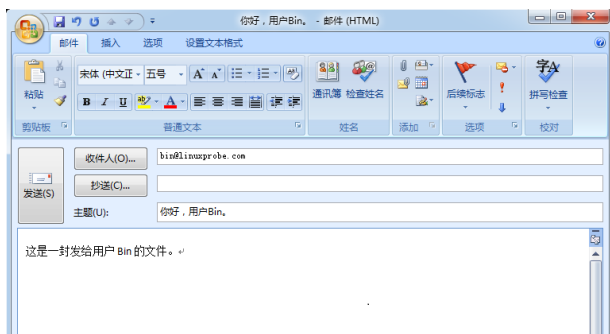 你好，用户Bin。 - 邮件 (HTML)
邮件 插入 选项 设置文本格式
宋体 (中文正 五号 A A
粘贴 B I U ab A 通讯簿 检查姓名 后续标志 字A 拼写检查
剪贴板 普通文本 姓名 添加 选项 校对
收件人(O)... bin@linuxprobe.com
发送(S) 抄送(C)...
主题(U): 你好，用户Bin。
这是一封发给用户 Bin 的文件。